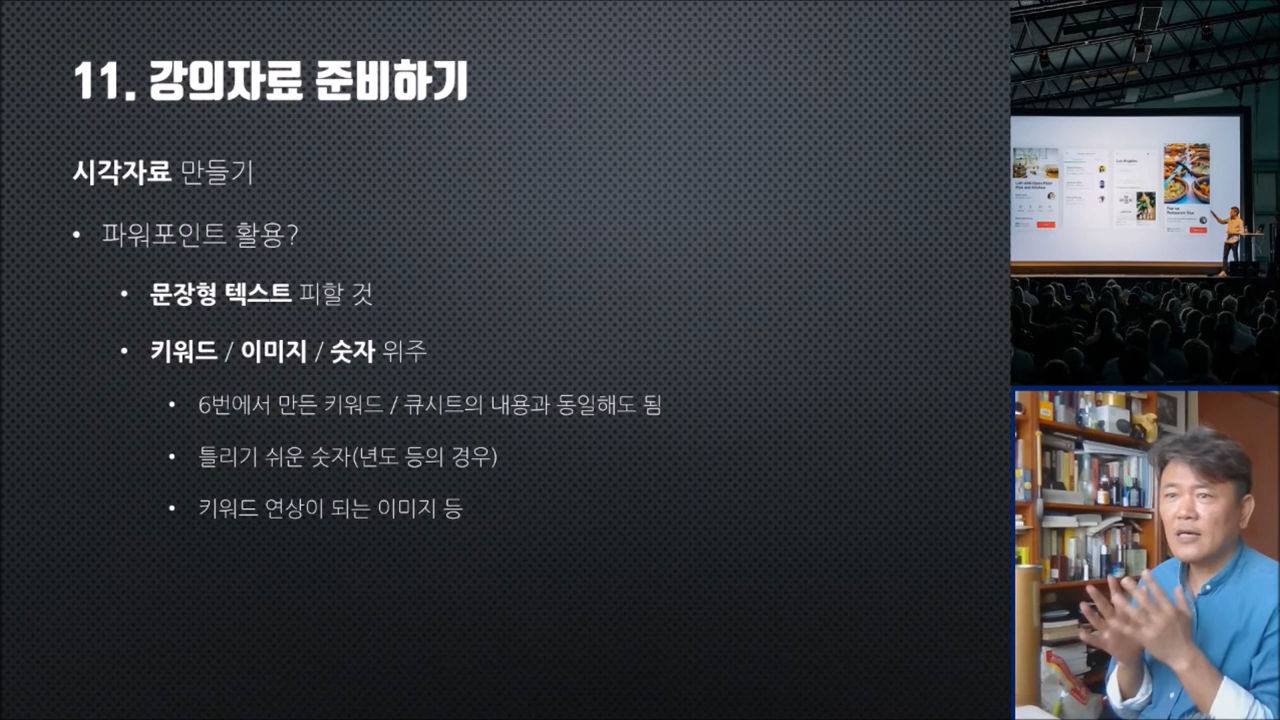 11. 강의자료 준비하기
시각자료 만들기
• 파워포인트 활용?
• 문장형 텍스트 피할 것
• 키워드 / 이미지 / 숫자 위주
• 6번에서 만든 키워드 / 큐시트의 내용과 동일해도 됨
• 틀리기 쉬운 숫자(년도 등의 경우)
• 키워드 연상이 되는 이미지 등
Los Angeles